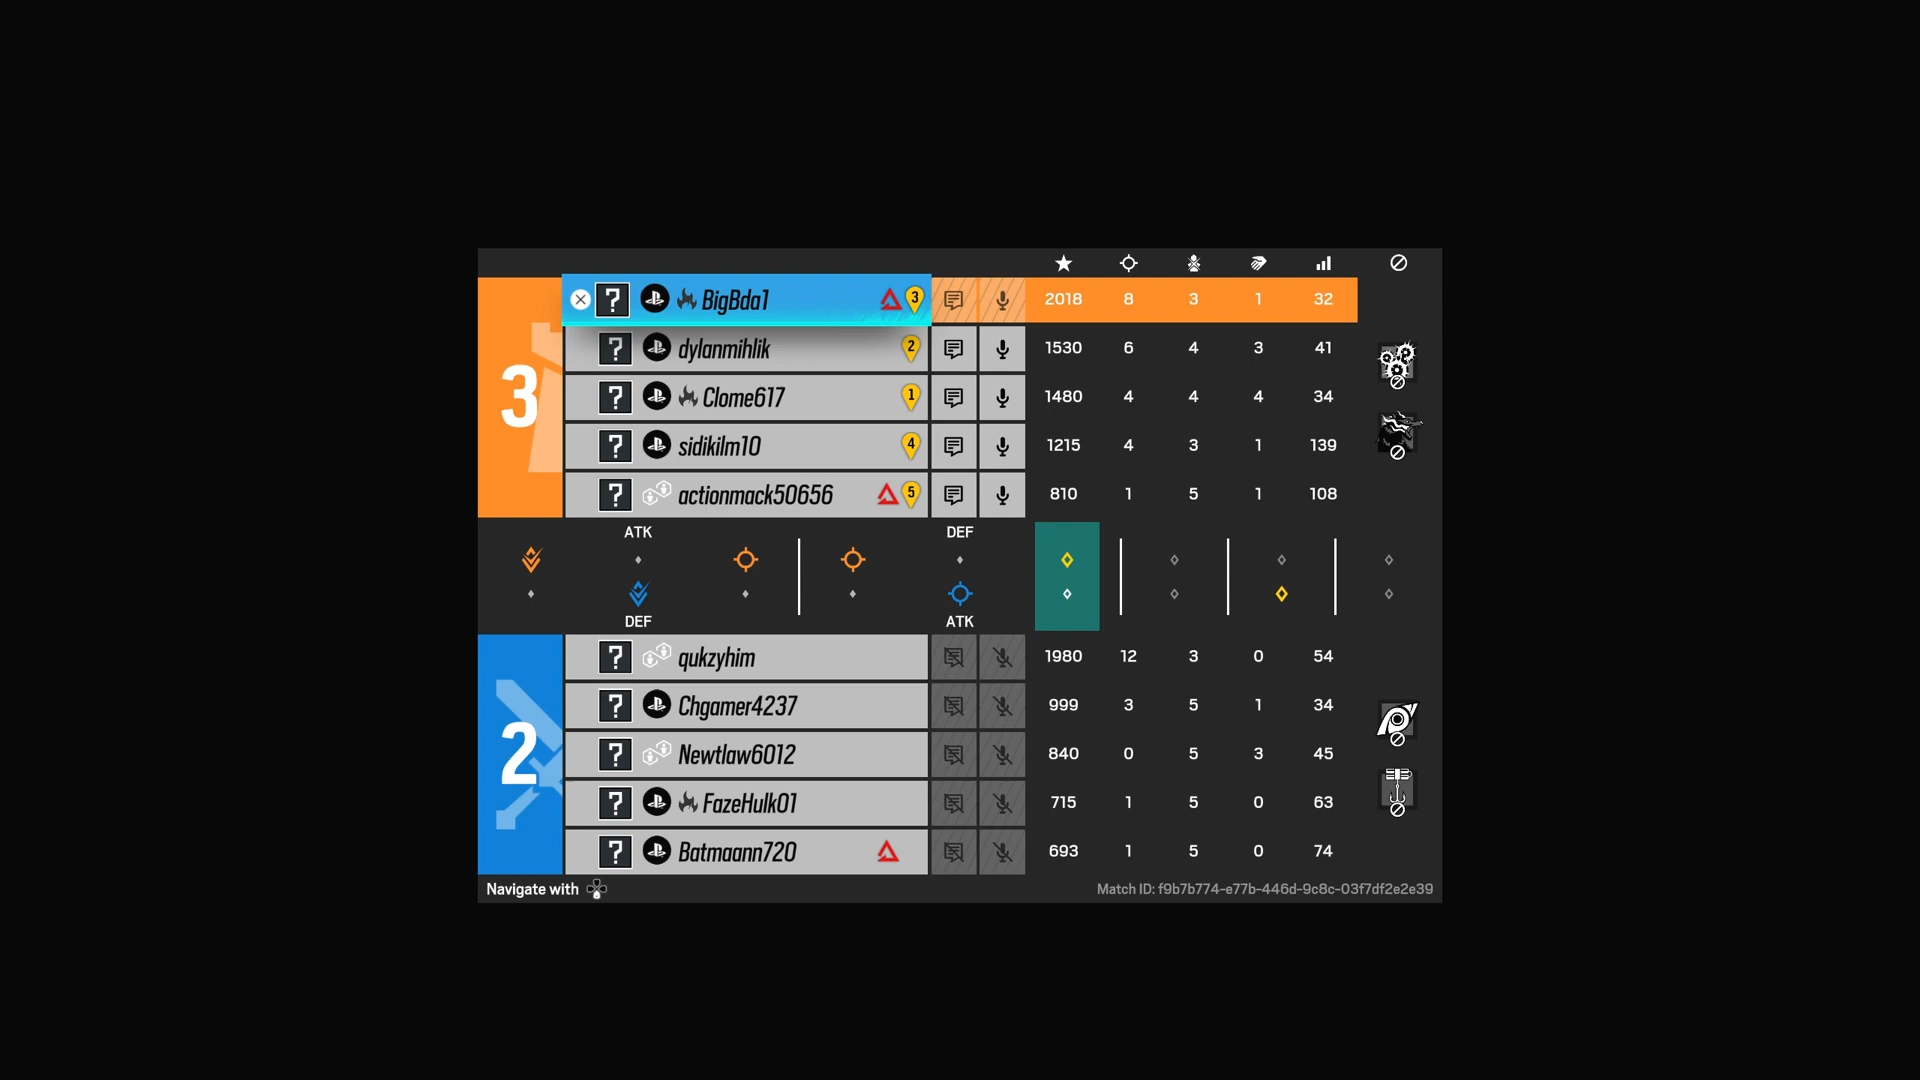 3
? BigBda1 3 2018 8 3 1 32
? dylanmihlik 2 1530 6 4 3 41
? Clome617 1 1480 4 4 4 34
? sidikilm10 4 1215 4 3 1 139
? actionmack50656 5 810 1 5 1 108
ATK DEF
DEF ATK
2
? qukzyhim 1980 12 3 0 54
? Chgamer4237 999 3 5 1 34
? Newtlaw6012 840 0 5 3 45
? FazeHulk01 715 1 5 0 63
? Batmaann720 693 1 5 0 74
Navigate with Match ID: f9b7b774-e77b-446d-9c8c-03f7df2e2e39